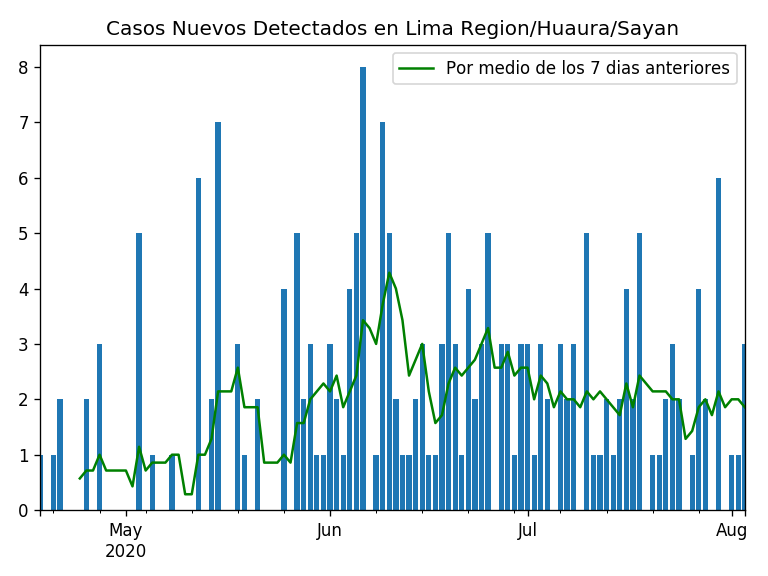 Casos Nuevos Detectados en Lima Region/Huaura/Sayan
Por medio de los 7 dias anteriores
8
7
6
5
4
3
2
1
0
May
2020
Jun
Jul
Aug